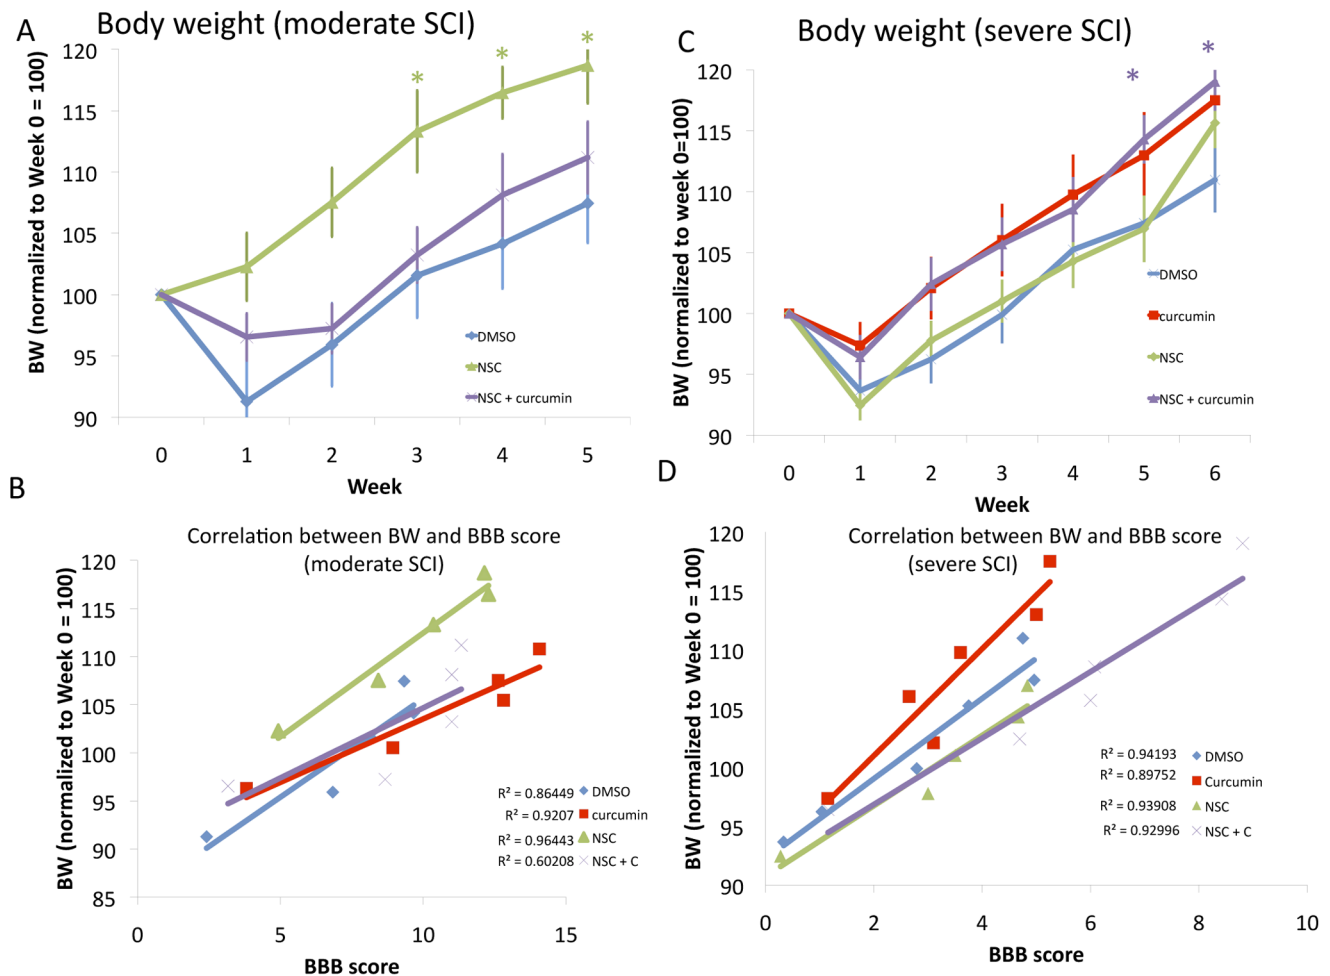 A
Body weight (moderate SCI)
BW (normalized to Week 0 = 100)
120
115
110
105
100
95
90
*
*
*
DMSO
NSC
NSC + curcumin
0 1 2 3 4 5
Week
C
Body weight (severe SCI)
BW (normalized to week 0=100)
120
115
110
105
100
95
90
*
*
DMSO
curcumin
NSC
NSC + curcumin
0 1 2 3 4 5 6
Week
B
Correlation between BW and BBB score
(moderate SCI)
BW (normalized to Week 0 = 100)
120
115
110
105
100
95
90
85
R² = 0.86449 DMSO
R² = 0.9207 curcumin
R² = 0.96443 NSC
R² = 0.60208 NSC + C
0 5 10 15
BBB score
D
Correlation between BW and BBB score
(severe SCI)
BW (normalized to Week 0 = 100)
120
115
110
105
100
95
90
R² = 0.94193 DMSO
R² = 0.89752 Curcumin
R² = 0.93908 NSC
R² = 0.92996 NSC + C
0 2 4 6 8 10
BBB score